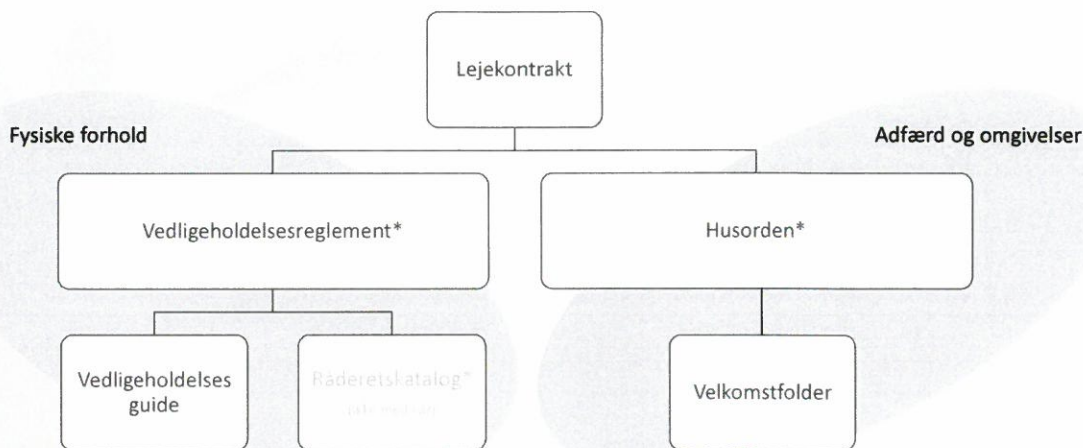 Lejekontrakt
Fysiske forhold
Adfærd og omgivelser
Vedligeholdelsesreglement*
Husorden*
Vedligeholdelses
guide
Råderetskatalog*
Velkomstfolder